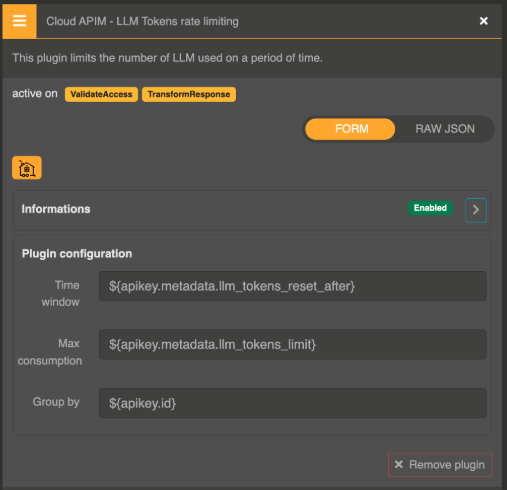 Cloud APIM - LLM Tokens rate limiting
This plugin limits the number of LLM used on a period of time.
active on ValidateAccess TransformResponse
FORM RAW JSON
Informations Enabled
Plugin configuration
Time window ${apikey.metadata.llm_tokens_reset_after}
Max consumption ${apikey.metadata.llm_tokens_limit}
Group by ${apikey.id}
Remove plugin